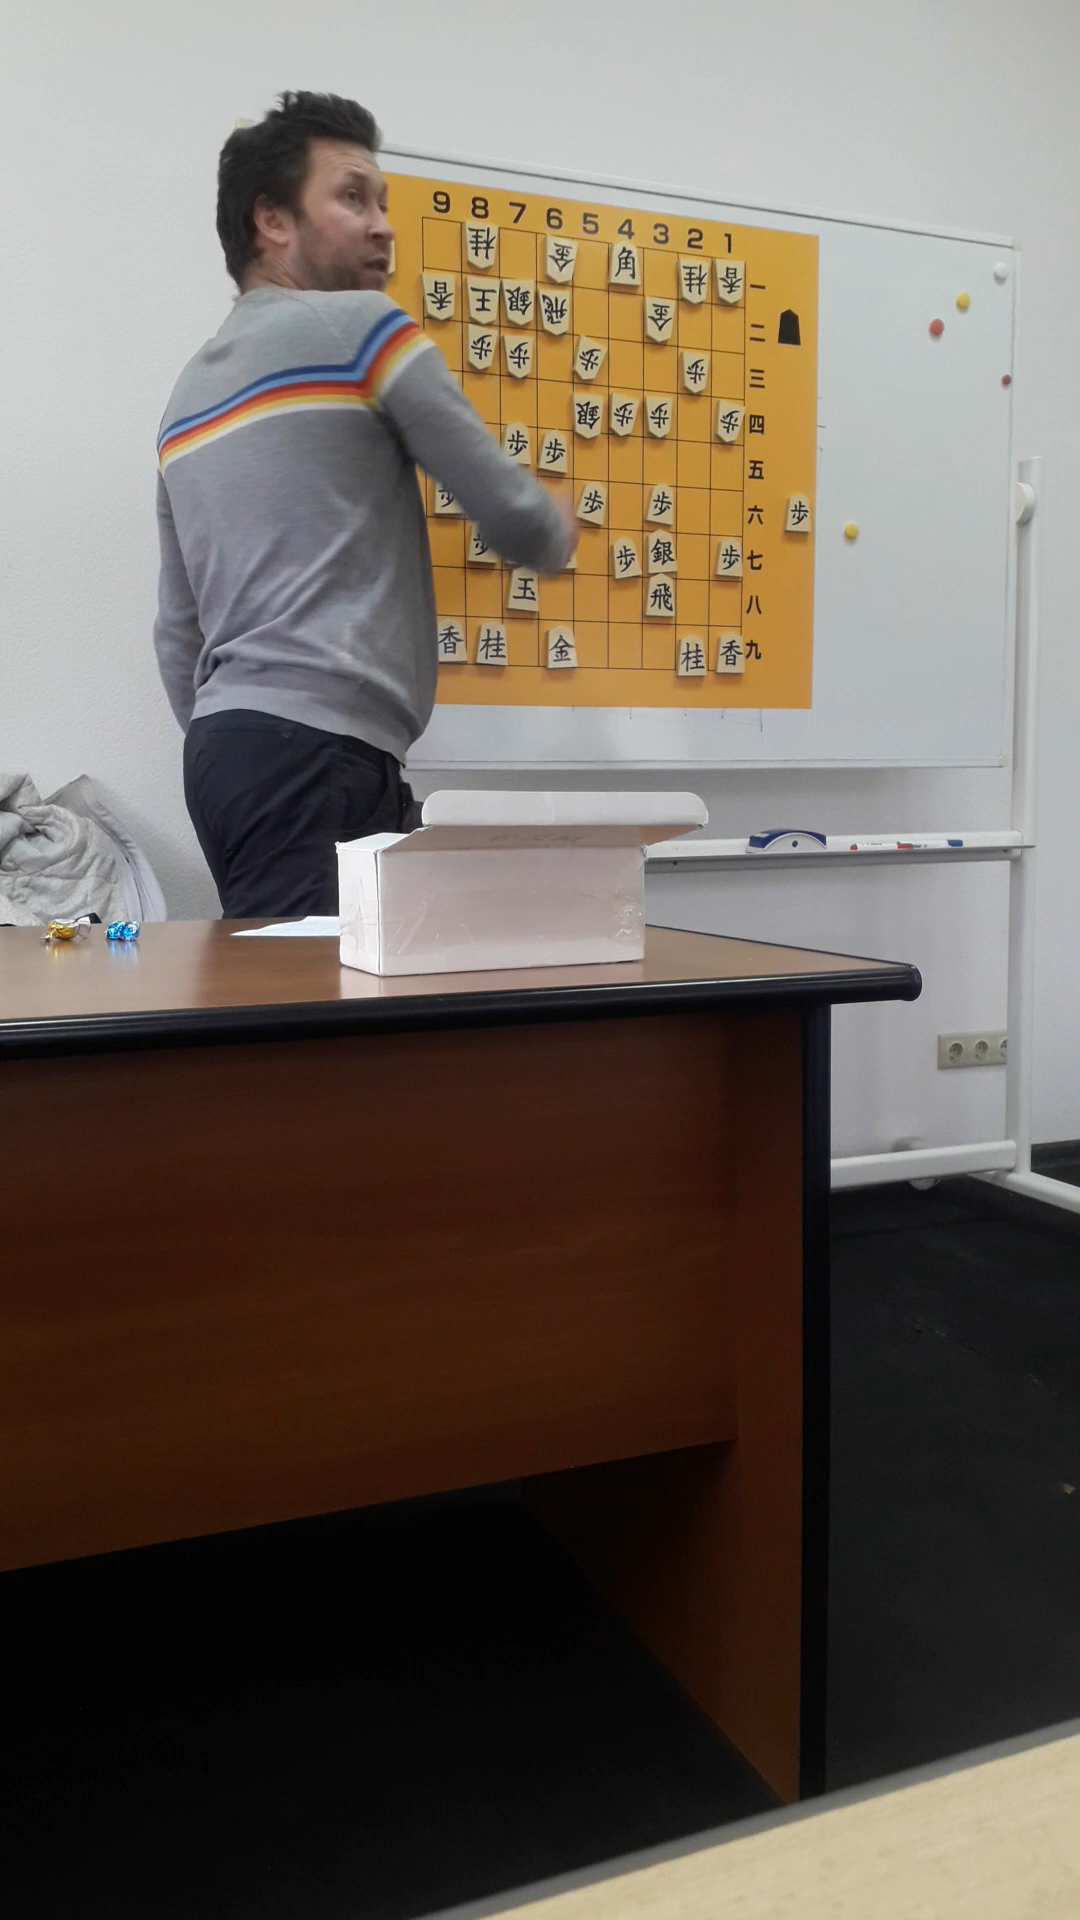 9 8 7 6 5 4 3 2 1
桂 金 角 桂 香 一
香 王 銀 飛 金 二
歩 歩 歩 歩 三
銀 歩 歩 歩 四
歩 歩 五
歩 歩 歩 六 歩
歩 歩 銀 歩 七
玉 飛 八
香 桂 金 桂 香 九